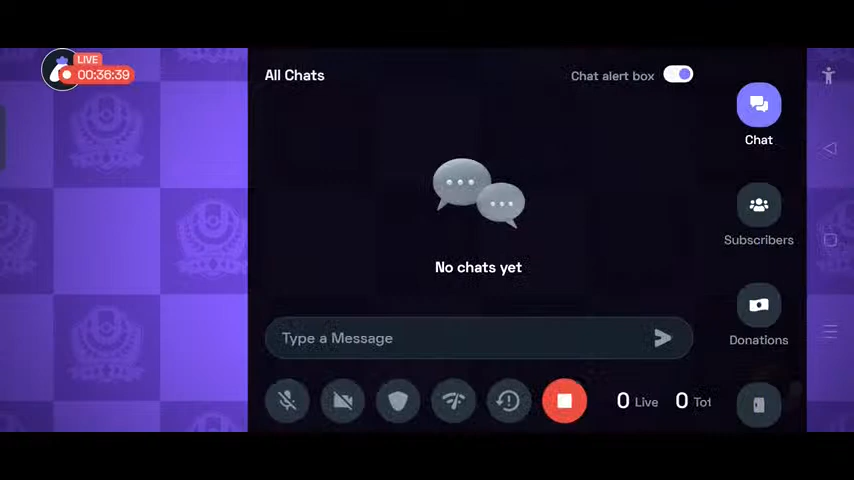 LIVE
00:36:39
All Chats
Chat alert box
Chat
No chats yet
Subscribers
Donations
Type a Message
0 Live
0 Tot